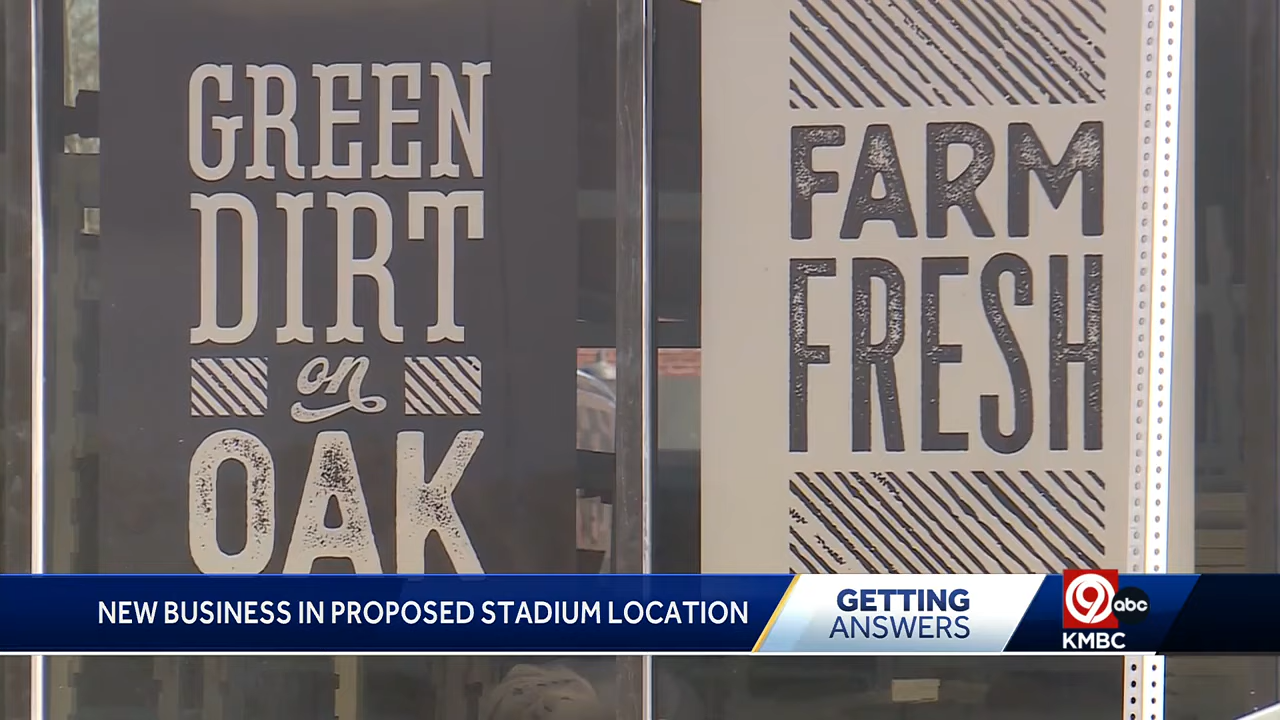 GREEN
DIRT
on
OAK
FARM
FRESH
NEW BUSINESS IN PROPOSED STADIUM LOCATION
GETTING
ANSWERS
9
abc
KMBC